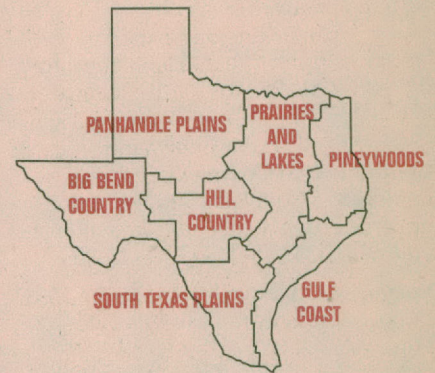 PANHANDLE PLAINS
PRAIRIES
AND
LAKES
PINEYWOODS
BIG BEND
COUNTRY
HILL
COUNTRY
SOUTH TEXAS PLAINS
GULF
COAST